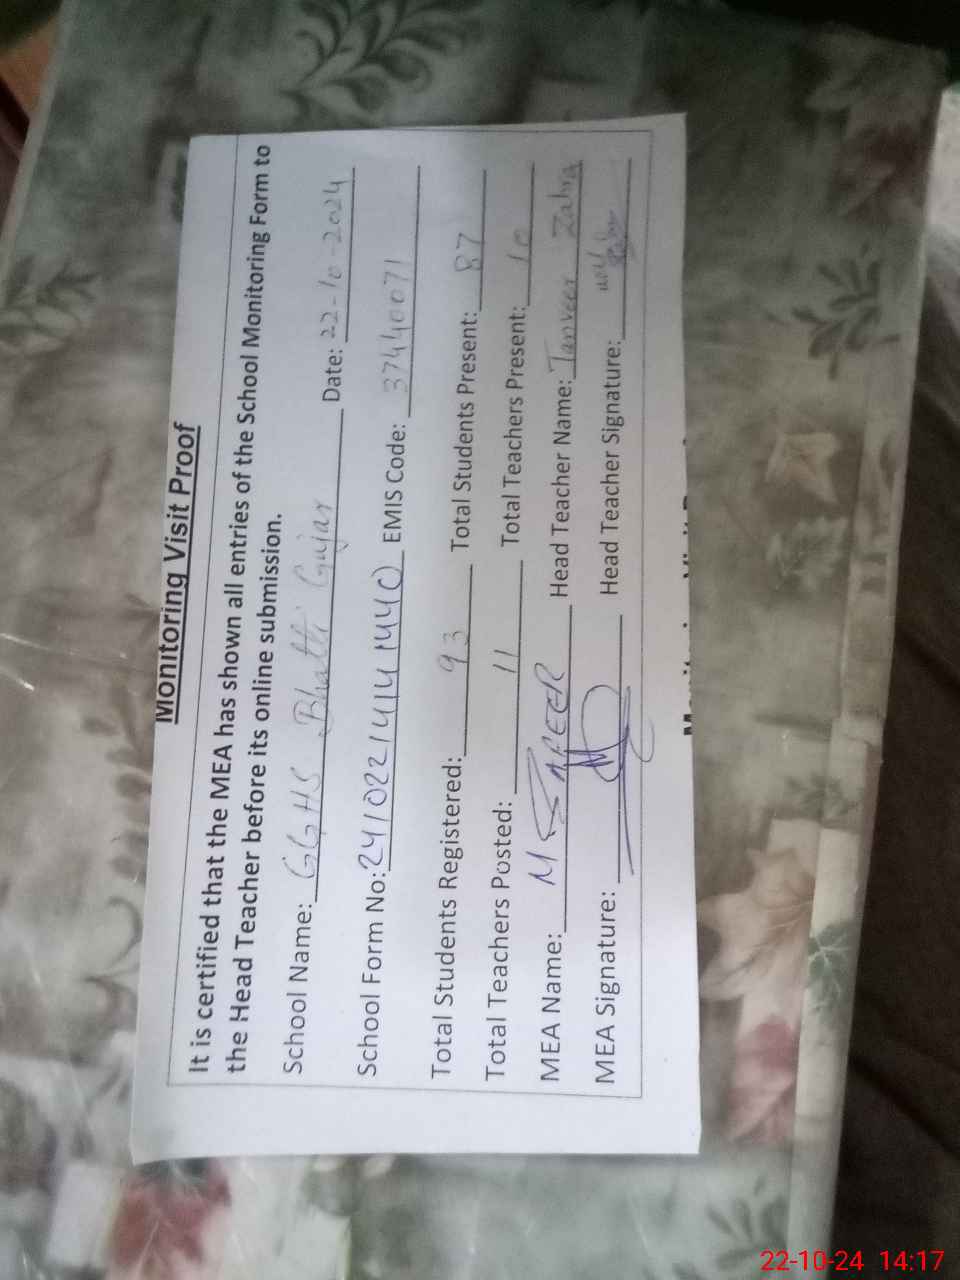 Monitoring Visit Proof
It is certified that the MEA has shown all entries of the School Monitoring Form to
the Head Teacher before its online submission.
School Name: GGHS Bhatti Gujar Date: 22-10-2024
School Form No: EMIS Code: 37440071
Total Students Registered: 93 Total Students Present: 87
Total Teachers Posted: 11 Total Teachers Present: 10
MEA Name: M Head Teacher Name: Tanveer Zahra
MEA Signature: Head Teacher Signature:
22-10-24 14:17